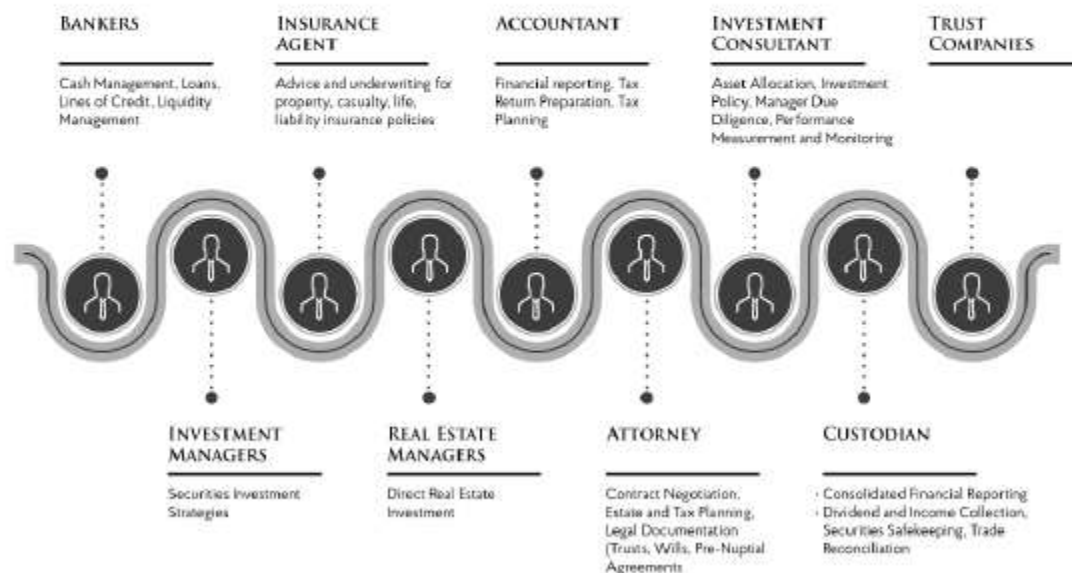 BANKERS
Cash Management, Loans,
Lines of Credit, Liquidity
Management
INSURANCE
AGENT
Advice and underwriting for
property, casualty, life,
liability insurance policies
ACCOUNTANT
Financial reporting, Tax
Return Preparation, Tax
Planning
INVESTMENT
CONSULTANT
Asset Allocation, Investment
Policy, Manager Due
Diligence, Performance
Measurement and Monitoring
TRUST
COMPANIES
INVESTMENT
MANAGERS
Securities Investment
Strategies
REAL ESTATE
MANAGERS
Direct Real Estate
Investment
ATTORNEY
Contract Negotiation,
Estate and Tax Planning,
Legal Documentation
(Trusts, Wills, Pre-Nuptial
Agreements
CUSTODIAN
· Consolidated Financial Reporting
· Dividend and Income Collection,
Securities Safekeeping, Trade
Reconciliation